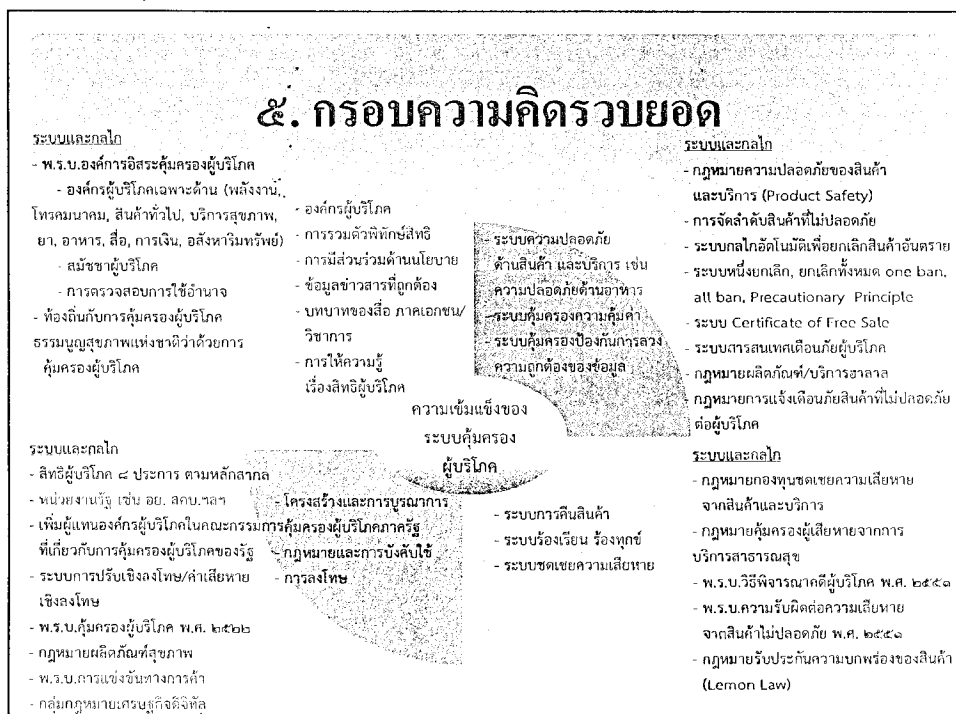 ๕. กรอบความคิดรวบยอด
ระบบและกลไก
- พ.ร.บ.องค์การอิสระคุ้มครองผู้บริโภค
- องค์กรผู้บริโภคเฉพาะด้าน (พลังงาน,
โทรคมนาคม, สินค้าทั่วไป, บริการสุขภาพ,
ยา, อาหาร, สื่อ, การเงิน, อสังหาริมทรัพย์)
- สมัชชาผู้บริโภค
- การตรวจสอบการใช้อำนาจ
- ท้องถิ่นกับการคุ้มครองผู้บริโภค
ธรรมนูญสุขภาพแห่งชาติว่าด้วยการ
คุ้มครองผู้บริโภค
- องค์กรผู้บริโภค
- การรวมตัวพิทักษ์สิทธิ
- การมีส่วนร่วมด้านนโยบาย
- ข้อมูลข่าวสารที่ถูกต้อง
- บทบาทของสื่อ ภาคเอกชน/
วิชาการ
- การให้ความรู้
เรื่องสิทธิผู้บริโภค
- ระบบความปลอดภัย
ด้านสินค้า และบริการ เช่น
ความปลอดภัยด้านอาหาร
- ระบบคุ้มครองความคุ้มค่า
- ระบบคุ้มครองป้องกันการลวง
ความถูกต้องของข้อมูล
ระบบและกลไก
- กฎหมายความปลอดภัยของสินค้า
และบริการ (Product Safety)
- การจัดลำดับสินค้าที่ไม่ปลอดภัย
- ระบบกลไกอัตโนมัติเพื่อยกเลิกสินค้าอันตราย
- ระบบหนึ่งยกเลิก, ยกเลิกทั้งหมด one ban,
all ban, Precautionary Principle
- ระบบ Certificate of Free Sale
- ระบบสารสนเทศเตือนภัยผู้บริโภค
- กฎหมายผลิตภัณฑ์/บริการฮาลาล
- กฎหมายการแจ้งเตือนภัยสินค้าที่ไม่ปลอดภัย
ต่อผู้บริโภค
ความเข้มแข็งของ
ระบบคุ้มครอง
ผู้บริโภค
ระบบและกลไก
- สิทธิผู้บริโภค ๘ ประการ ตามหลักสากล
- หน่วยงานรัฐ เช่น อย. สคบ.ฯลฯ
- เพิ่มผู้แทนองค์กรผู้บริโภคในคณะกรรมการ
ที่เกี่ยวกับการคุ้มครองผู้บริโภคของรัฐ
- ระบบการปรับเชิงลงโทษ/ค่าเสียหาย
เชิงลงโทษ
- พ.ร.บ.คุ้มครองผู้บริโภค พ.ศ. ๒๕๒๒
- กฎหมายผลิตภัณฑ์สุขภาพ
- พ.ร.บ.การแข่งขันทางการค้า
- กลุ่มกฎหมายเศรษฐกิจดิจิทัล
- โครงสร้างและการบูรณาการ
คุ้มครองผู้บริโภคภาครัฐ
- กฎหมายและการบังคับใช้
- การลงโทษ
- ระบบการคืนสินค้า
- ระบบร้องเรียน ร้องทุกข์
- ระบบชดเชยความเสียหาย
ระบบและกลไก
- กฎหมายกองทุนชดเชยความเสียหาย
จากสินค้าและบริการ
- กฎหมายคุ้มครองผู้เสียหายจากการ
บริการสาธารณสุข
- พ.ร.บ.วิธีพิจารณาคดีผู้บริโภค พ.ศ. ๒๕๕๑
- พ.ร.บ.ความรับผิดต่อความเสียหาย
จากสินค้าไม่ปลอดภัย พ.ศ. ๒๕๕๑
- กฎหมายรับประกันความบกพร่องของสินค้า
(Lemon Law)